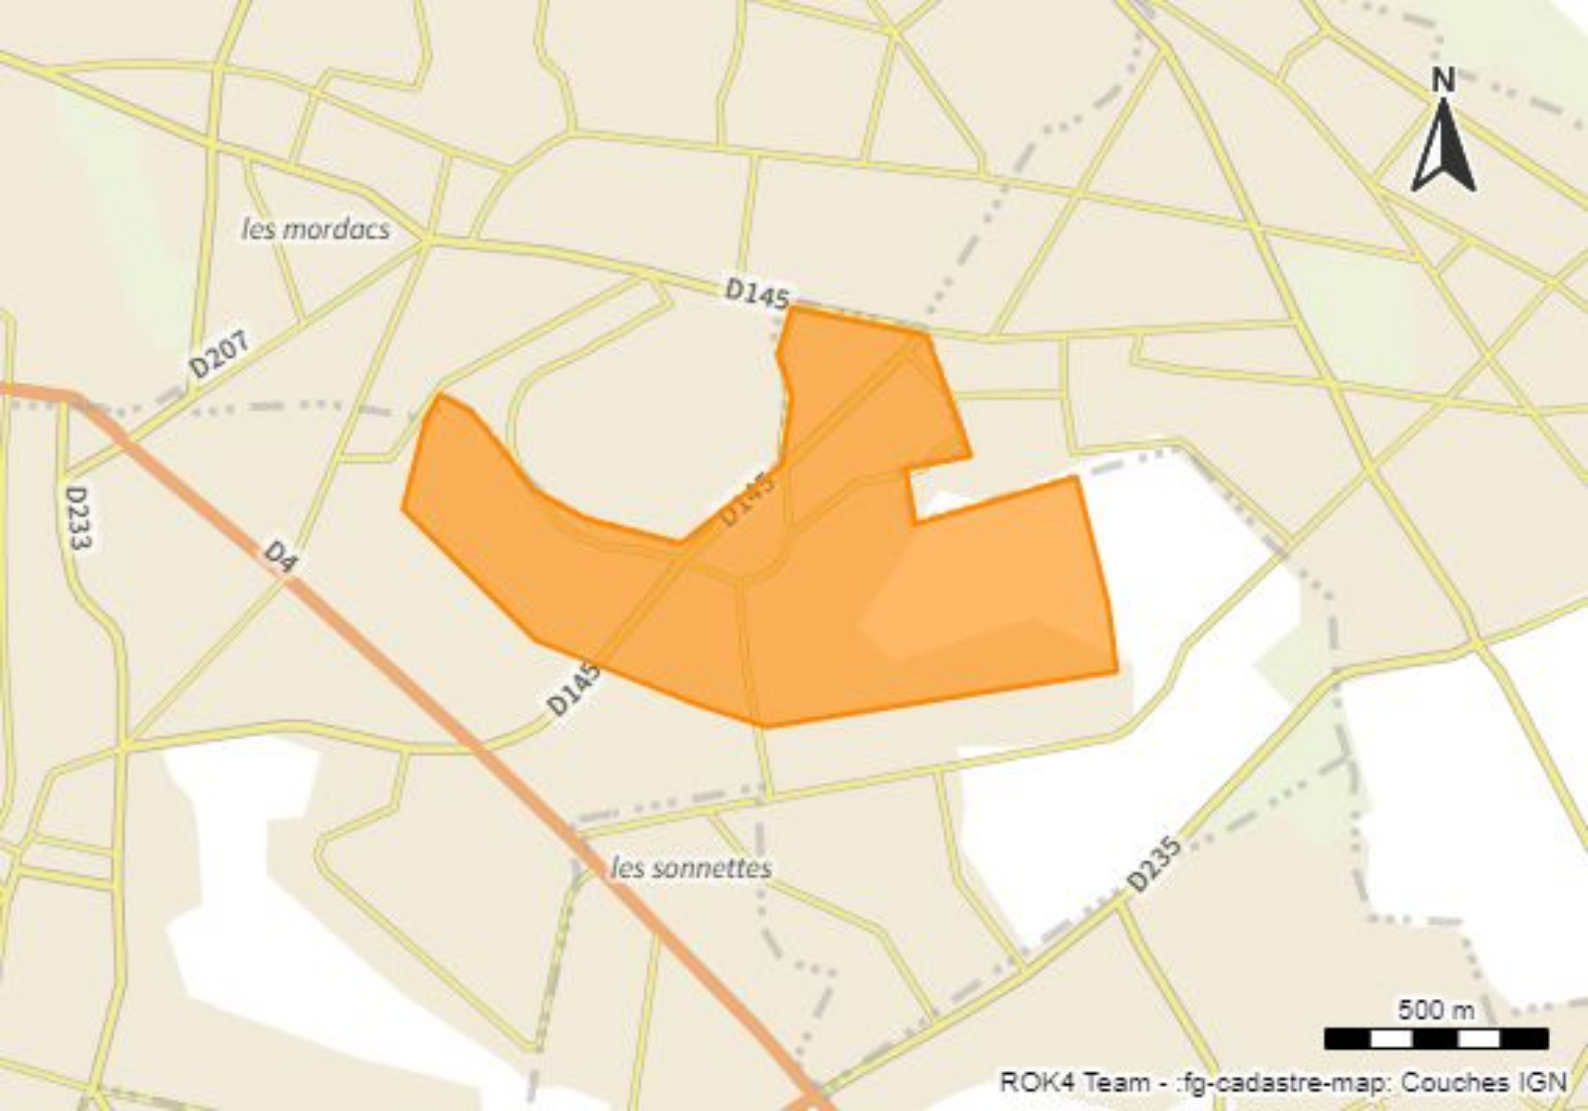 N
les mordacs
D145
D207
D145
D233
D4
D145
les sonnettes
D235
500 m
ROK4 Team - :fg-cadastre-map: Couches IGN